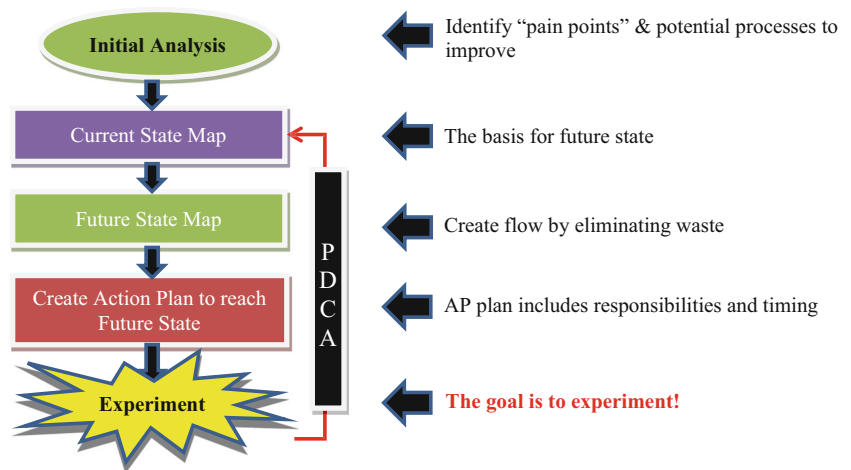 Initial Analysis
Identify “pain points” & potential processes to
improve
Current State Map
The basis for future state
Future State Map
Create flow by eliminating waste
Create Action Plan to reach
Future State
AP plan includes responsibilities and timing
P
D
C
A
Experiment
The goal is to experiment!